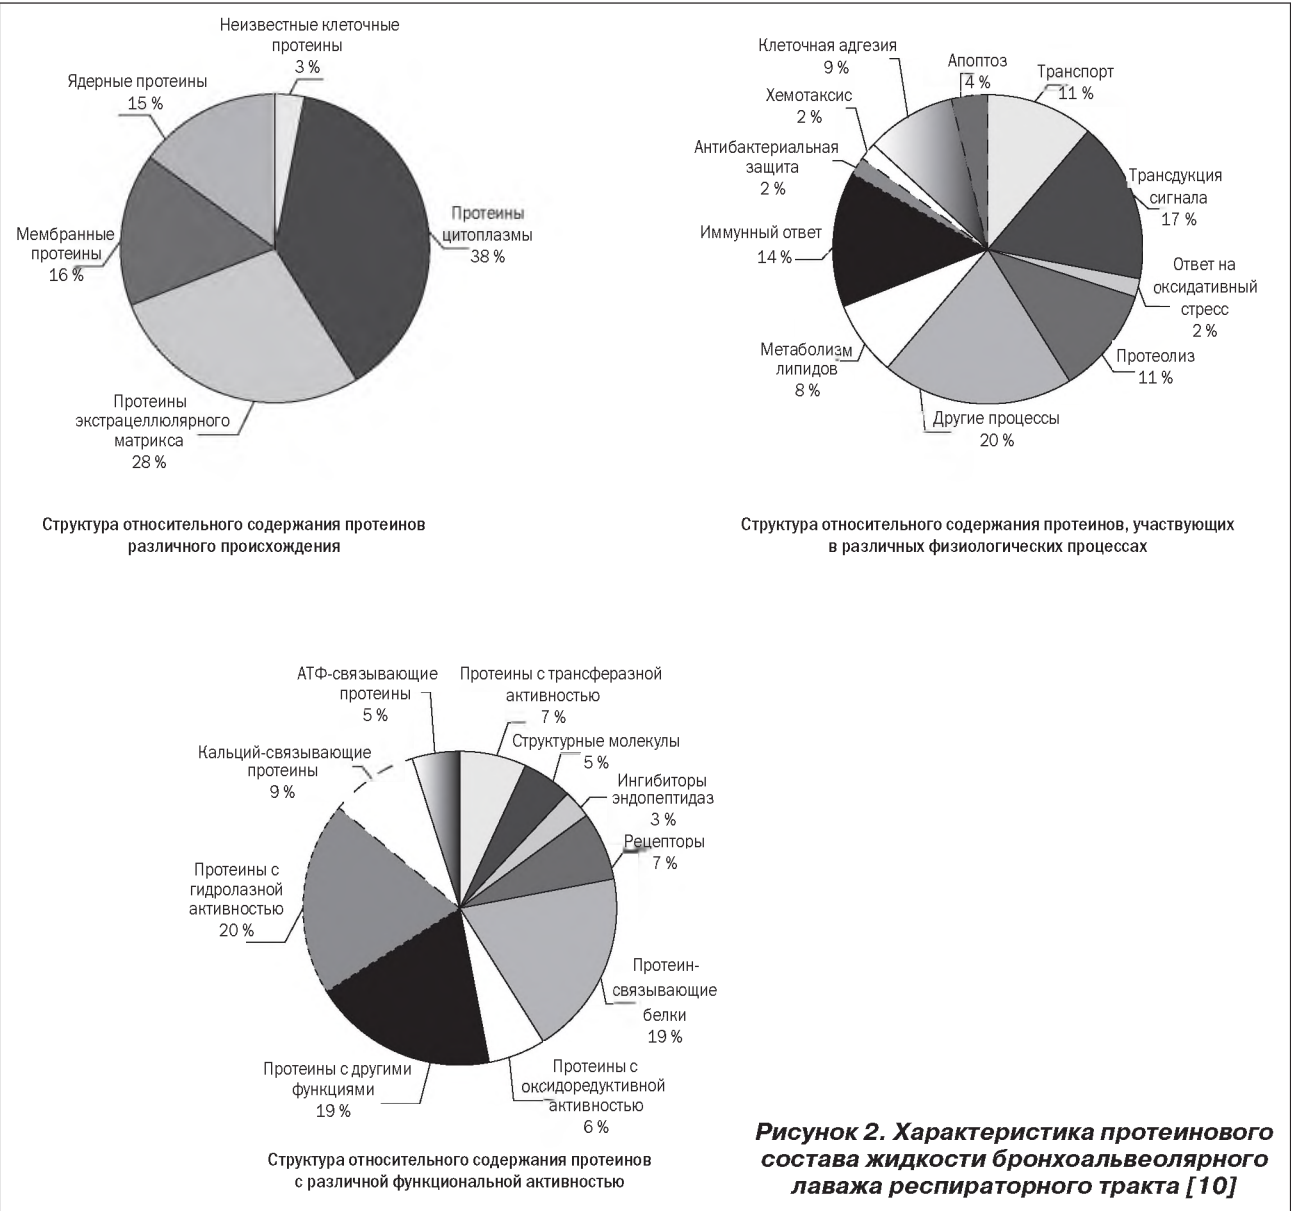 Неизвестные клеточные
протеины
3 %
Ядерные протеины
15 %
Мембранные
протеины
16 %
Протеины
цитоплазмы
38 %
Протеины
экстрацеллюлярного
матрикса
28 %
Структура относительного содержания протеинов
различного происхождения
Клеточная адгезия
9 %
Апоптоз
4 %
Транспорт
11 %
Хемотаксис
2 %
Антибактериальная
защита
2 %
Трансдукция
сигнала
17 %
Иммунный ответ
14 %
Ответ на
оксидативный
стресс
2 %
Метаболизм
липидов
8 %
Протеолиз
11 %
Другие процессы
20 %
Структура относительного содержания протеинов, участвующих
в различных физиологических процессах
АТФ-связывающие
протеины
5 %
Протеины с трансферазной
активностью
7 %
Структурные молекулы
5 %
Кальций-связывающие
протеины
9 %
Ингибиторы
эндопептидаз
3 %
Рецепторы
7 %
Протеины с
гидролазной
активностью
20 %
Протеин-
связывающие
белки
19 %
Протеины с другими
функциями
19 %
Протеины с
оксидоредуктивной
активностью
6 %
Структура относительного содержания протеинов
с различной функциональной активностью
Рисунок 2. Характеристика протеинового
состава жидкости бронхоальвеолярного
лаважа респираторного тракта [10]